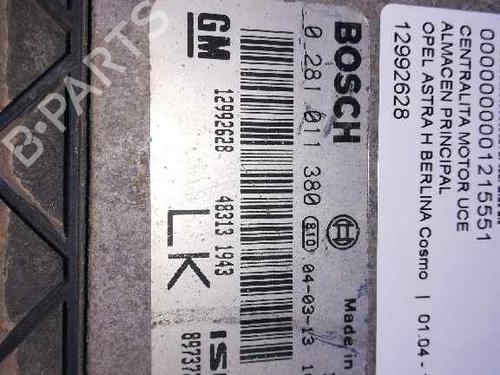 BOSCH
0 281 011 380
810
04-03-13
Made in
GM
12992628
48313 1943
LK
B-PARTS
0000000001215551
CENTRALITA MOTOR UCE
ALMACEN PRINCIPAL
OPEL ASTRA H BERLINA Cosmo | 01.04 -
12992628